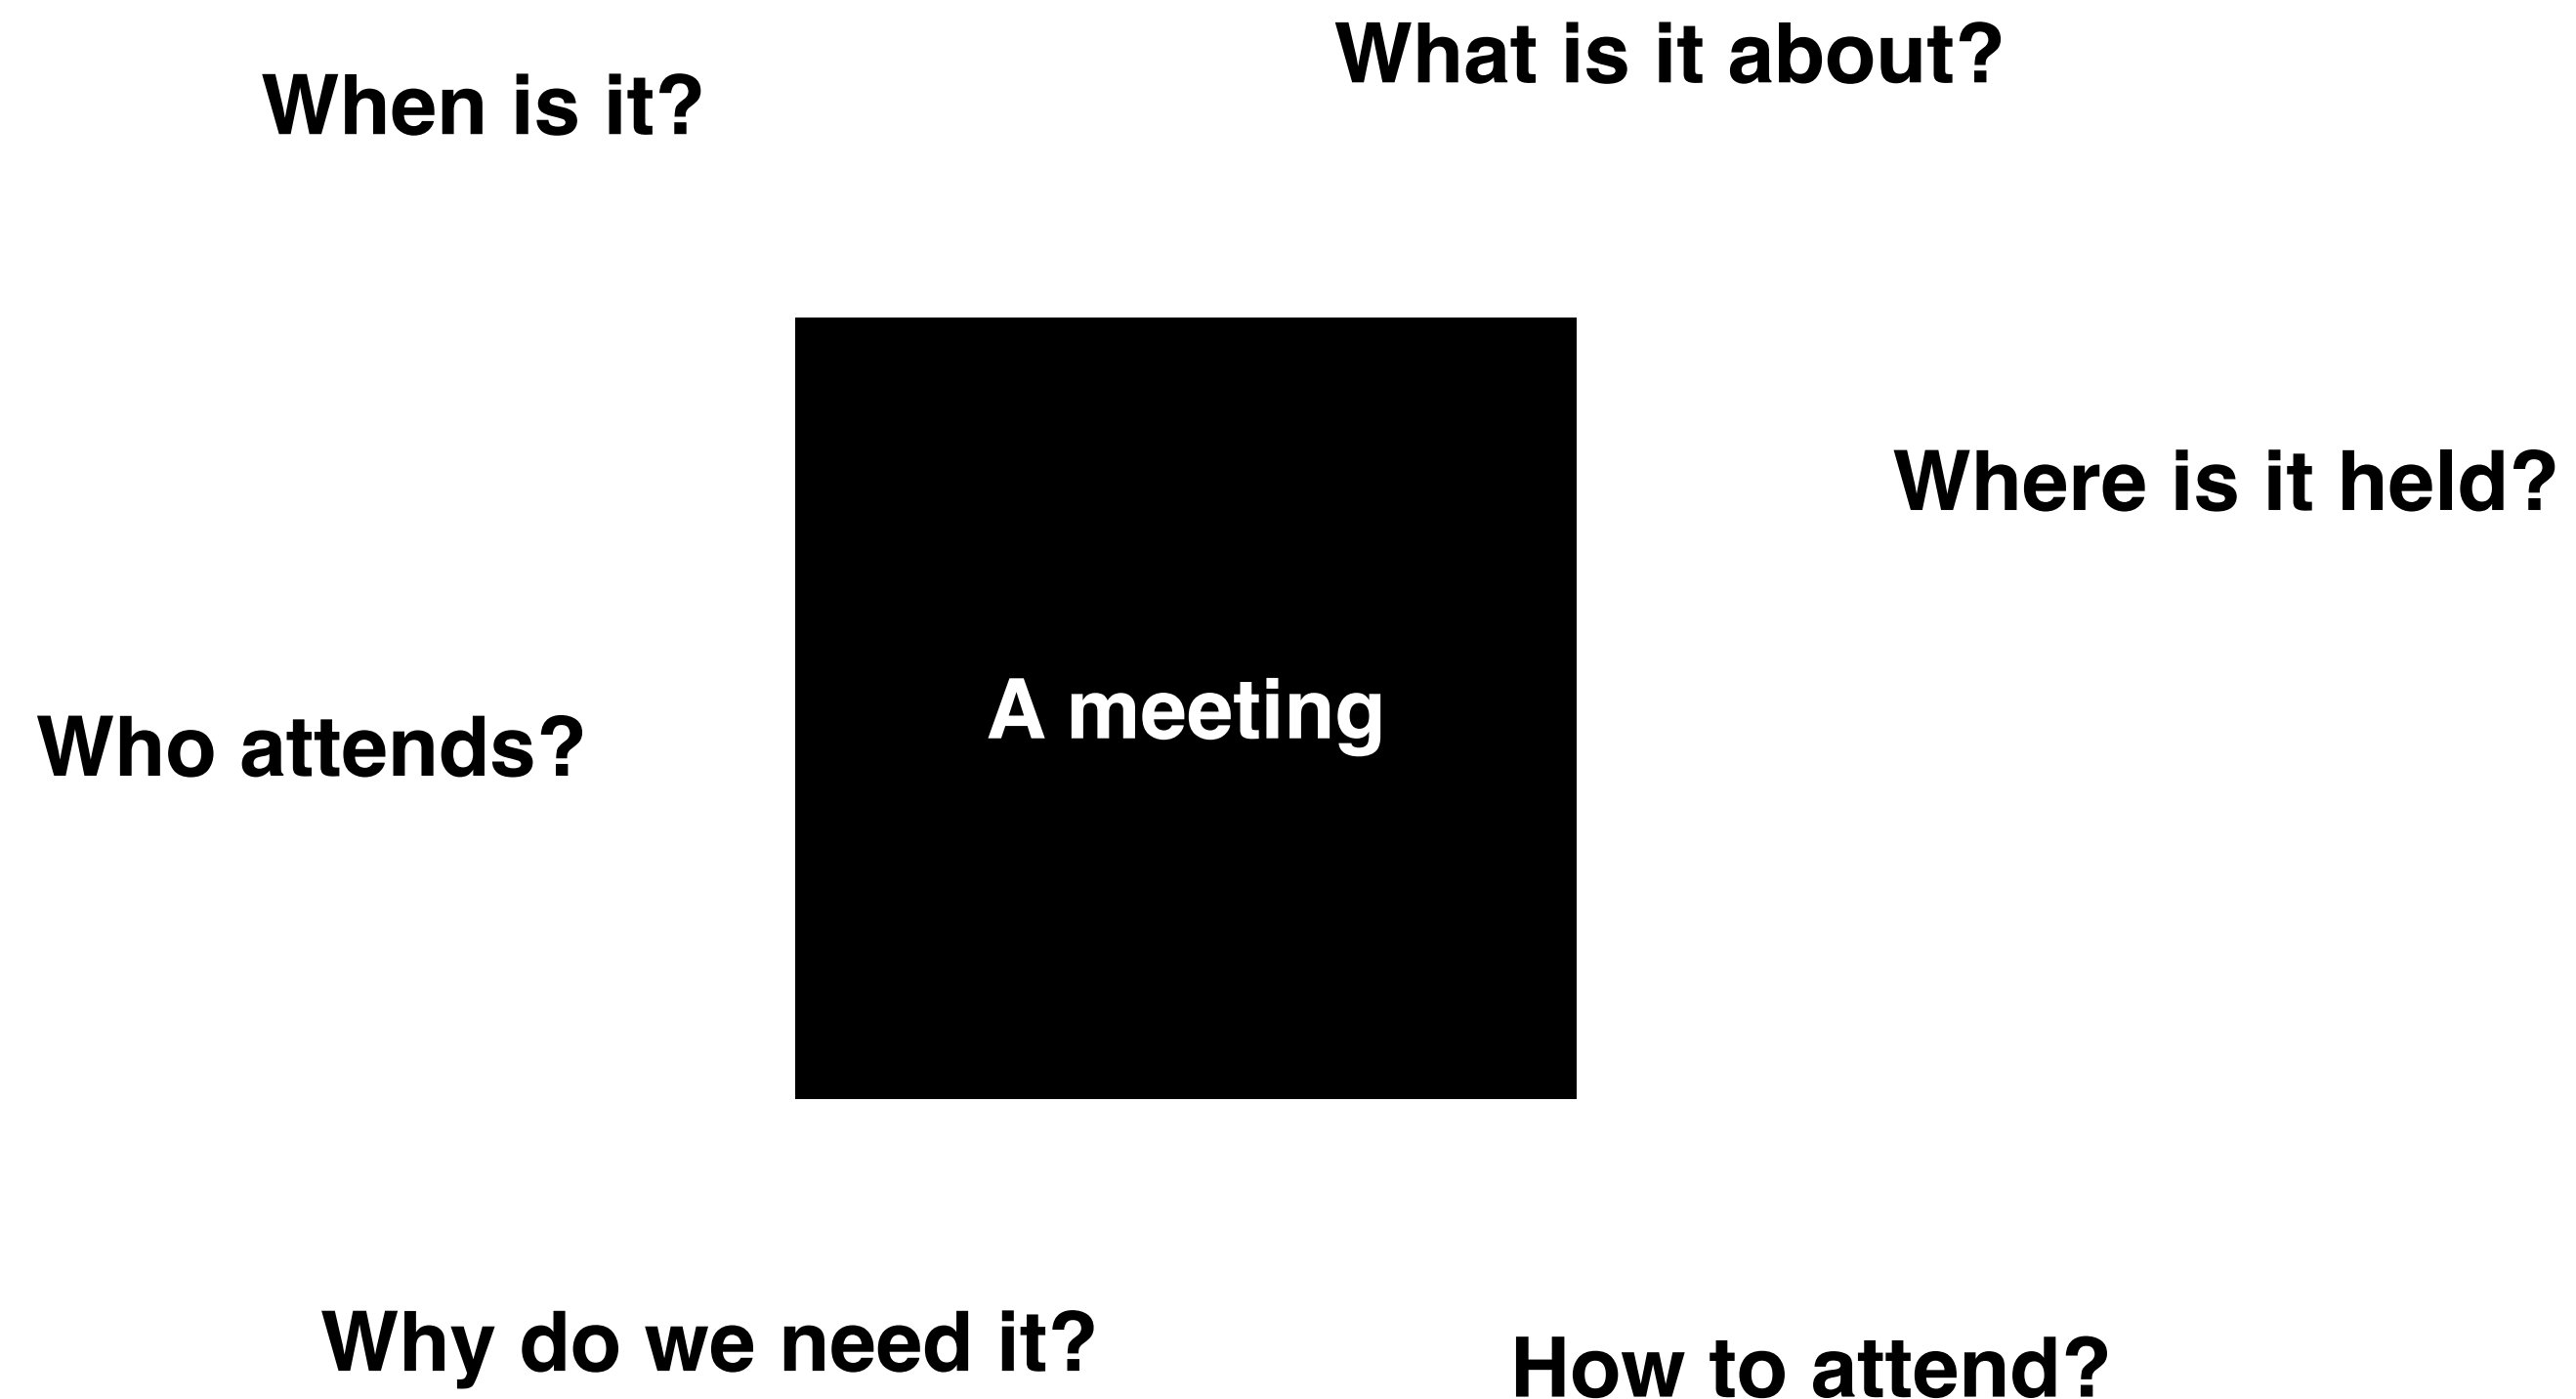 When is it?
What is it about?
Where is it held?
Who attends?
A meeting
Why do we need it?
How to attend?